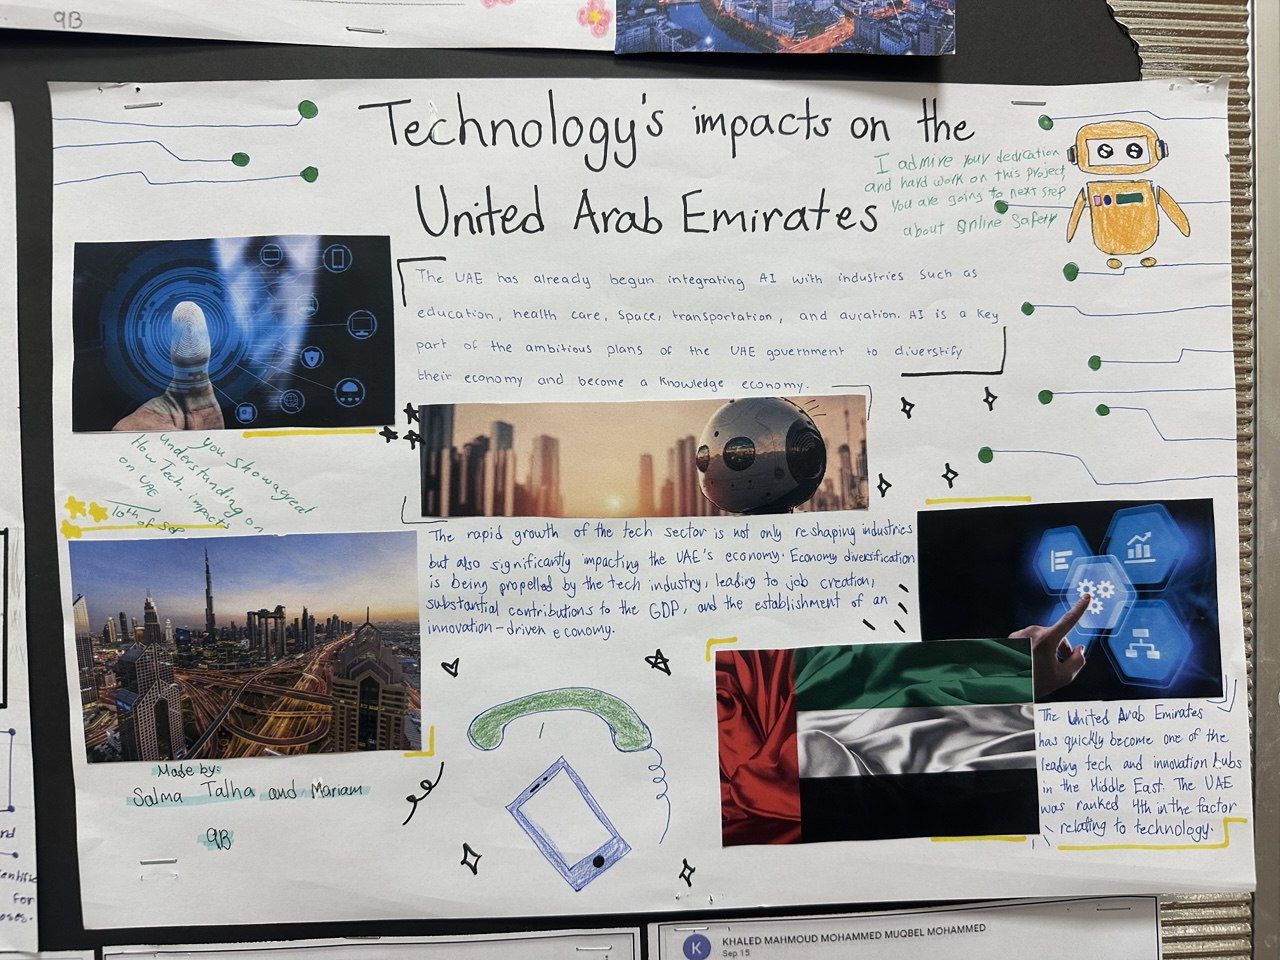 9B
Technology's impacts on the
United Arab Emirates
I admire your dedication
and hard work on this project,
you are going to next step
about Online Safety
The UAE has already begun integrating AI with industries such as
education, health care, space, transportation, and aviation. AI is a key
part of the ambitious plans of the UAE government to diverstify
their economy and become a knowledge economy.
you show a great
understanding on
How Tech. impacts
on UAE
10th of Sep
The rapid growth of the tech sector is not only reshaping industries
but also significantly impacting the UAE's economy. Economy diversification
is being propelled by the tech industry, leading to job creation,
substantial contributions to the GDP, and the establishment of an
innovation-driven economy.
The United Arab Emirates
has quickly become one of the
leading tech and innovation hubs
in the Middle East. The UAE
was ranked 4th in the factor
relating to technology.
Made by:
Salma Talha and Mariam
9B
for
K
KHALED MAHMOUD MOHAMMED MUQBEL MOHAMMED
Sep 15